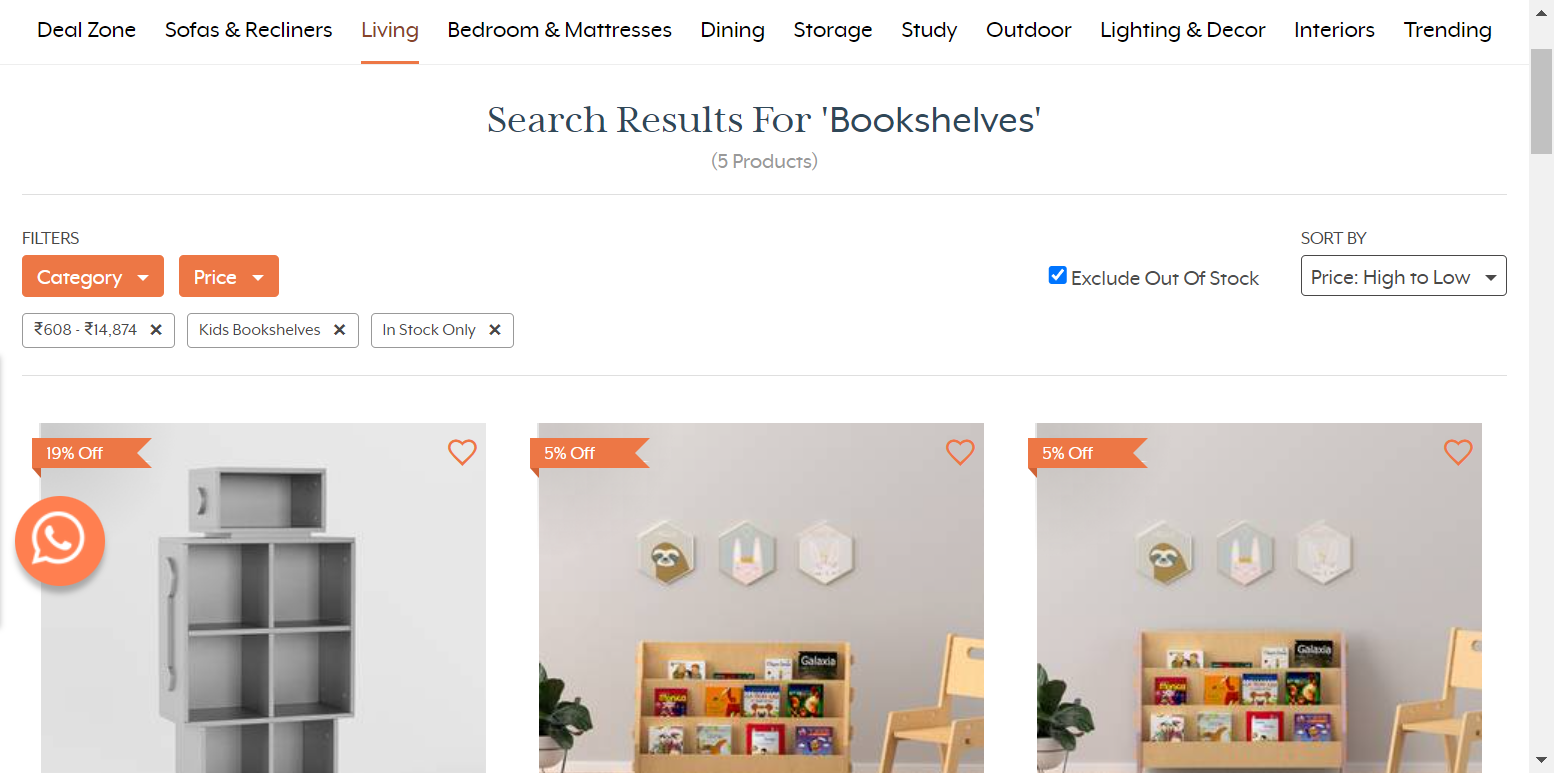 Deal Zone Sofas & Recliners Living Bedroom & Mattresses Dining Storage Study Outdoor Lighting & Decor Interiors Trending
Search Results For 'Bookshelves'
(5 Products)
FILTERS
SORT BY
Category Price
Exclude Out Of Stock
Price: High to Low
₹608 - ₹14,874 Kids Bookshelves In Stock Only
19% Off 5% Off 5% Off
Galaxia
Galaxia
Monica